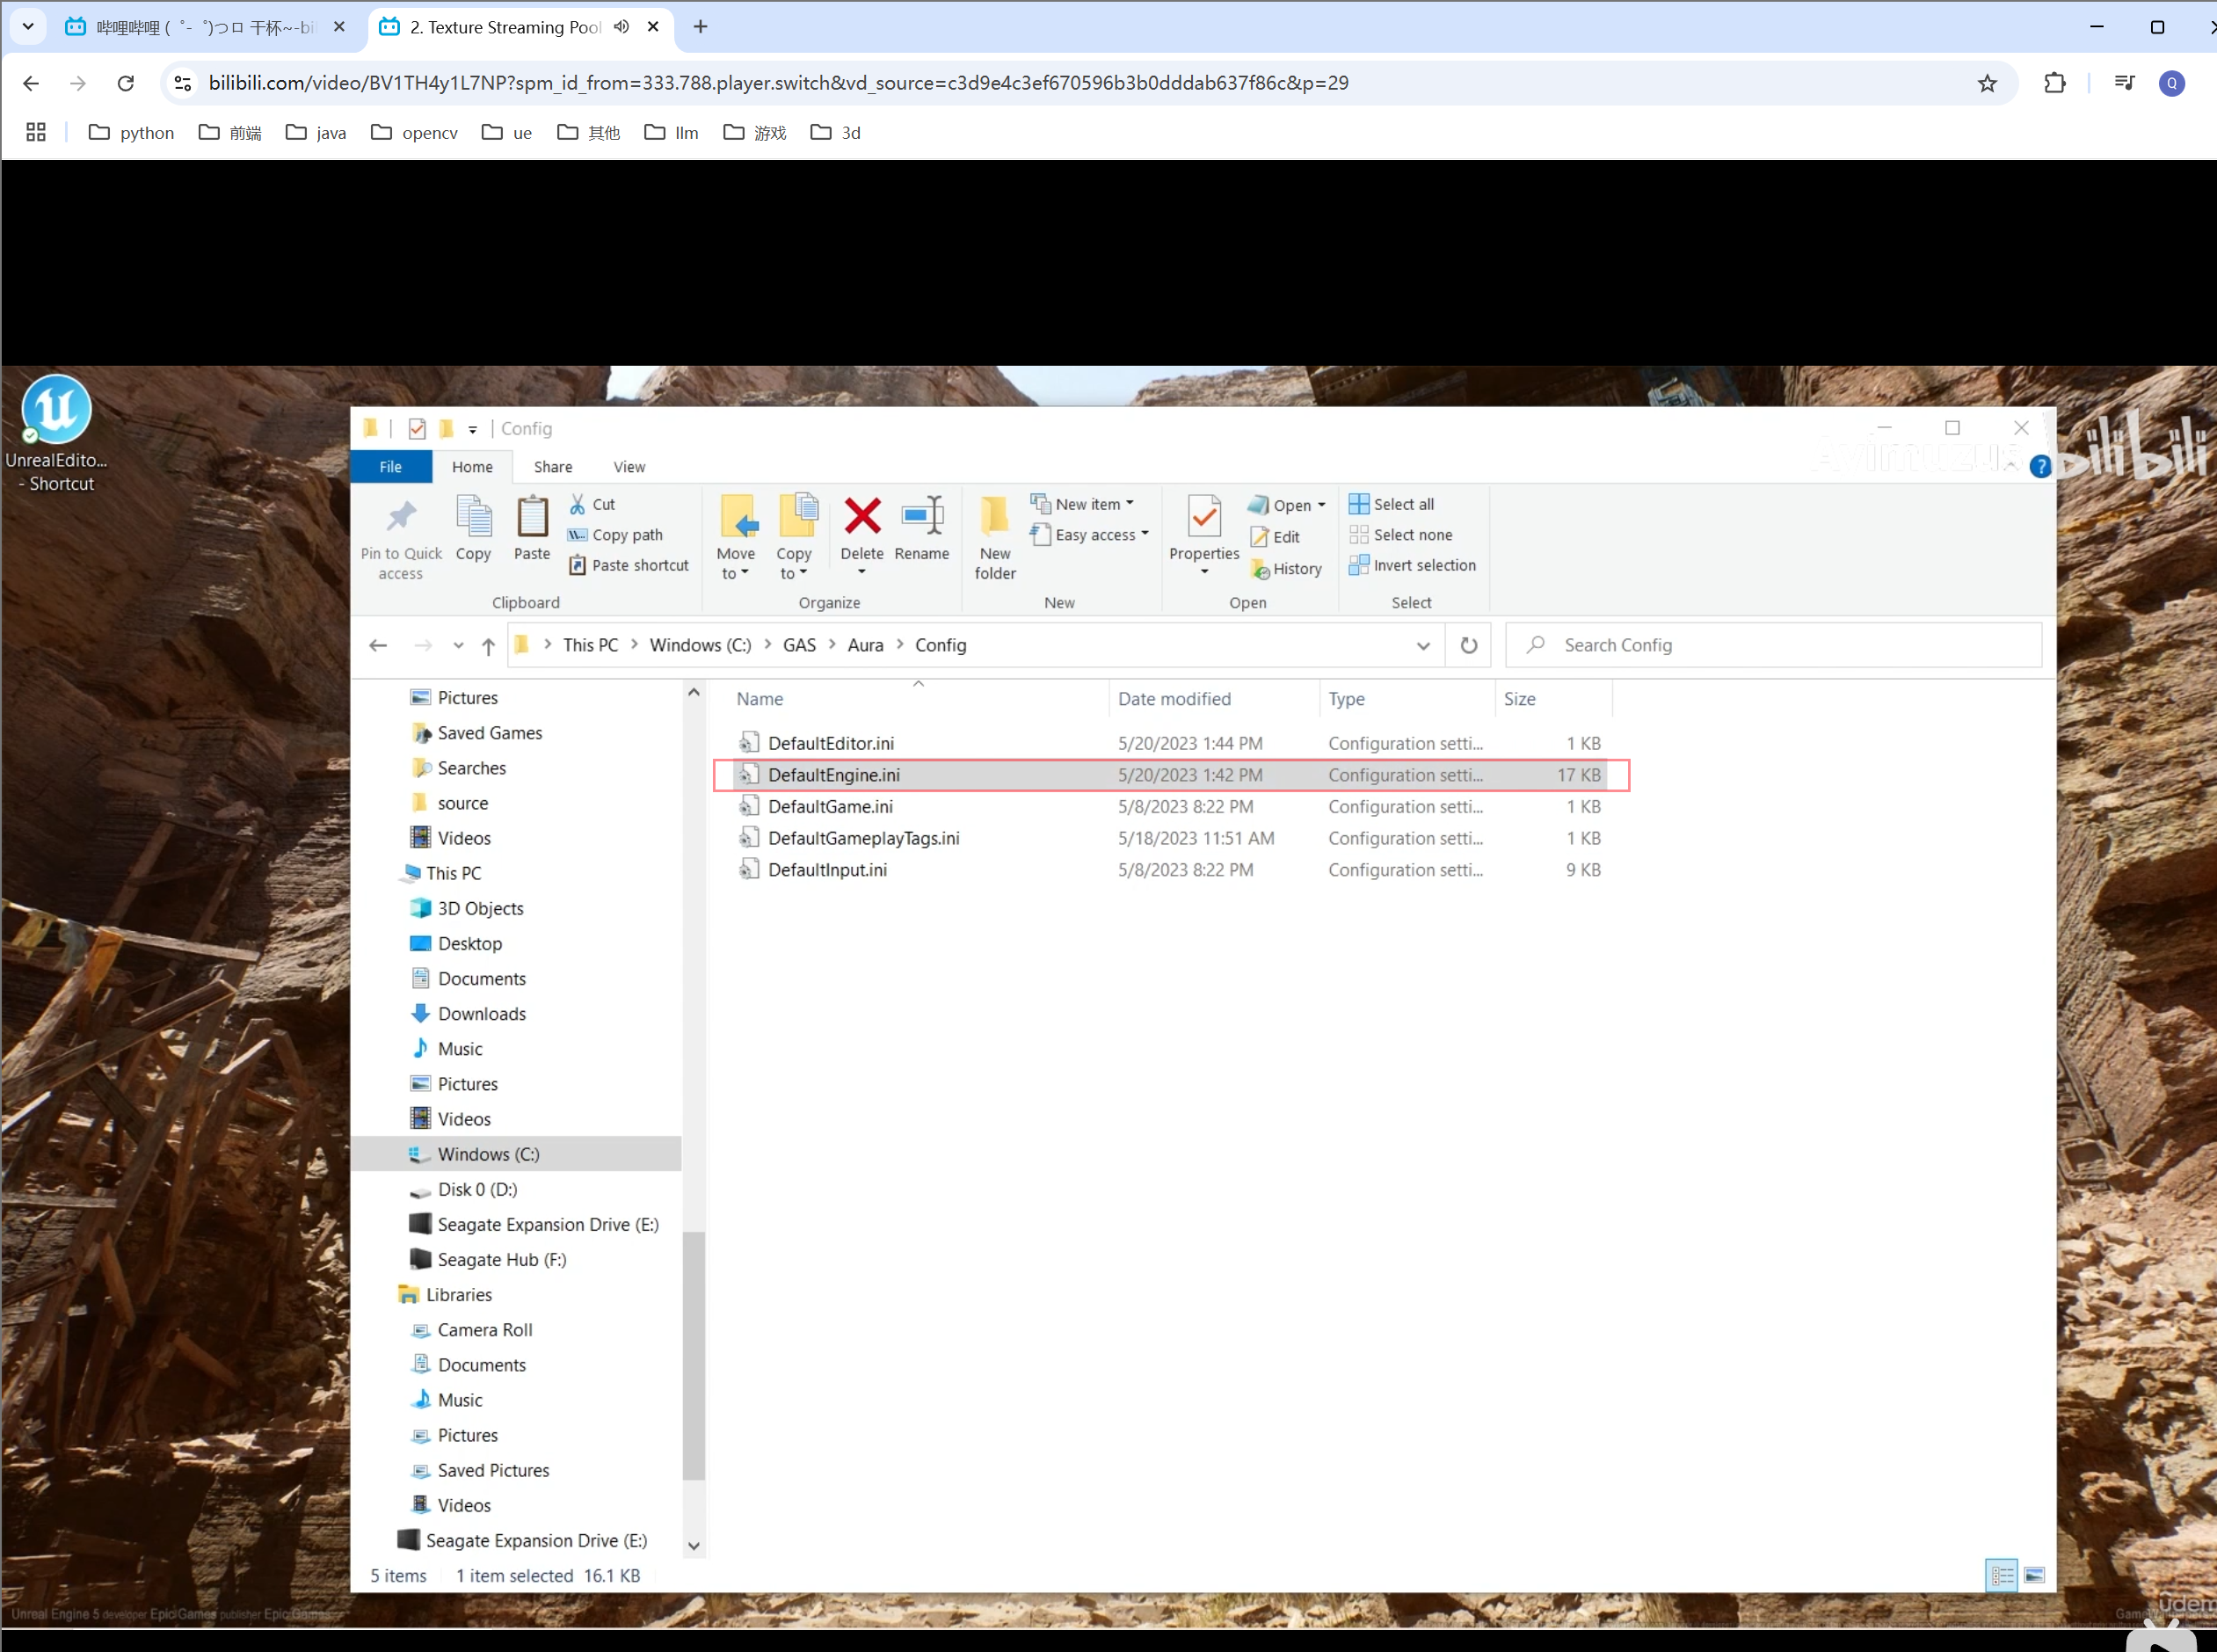 哔哩哔哩 (゜-゜)つロ 干杯~-bi
2. Texture Streaming Pool
bilibili.com/video/BV1TH4y1L7NP?spm_id_from=333.788.player.switch&vd_source=c3d9e4c3ef670596b3b0dddab637f86c&p=29
Q
python 前端 java opencv ue 其他 llm 游戏 3d
UnrealEdito...
- Shortcut
Config
File Home Share View
bilibili
Pin to Quick access
Copy
Paste
Cut
Copy path
Paste shortcut
Clipboard
Move to
Copy to
Delete
Rename
Organize
New folder
New item
Easy access
New
Properties
Open
Edit
History
Open
Select all
Select none
Invert selection
Select
This PC > Windows (C:) > GAS > Aura > Config
Search Config
Pictures
Saved Games
Searches
source
Videos
This PC
3D Objects
Desktop
Documents
Downloads
Music
Pictures
Videos
Windows (C:)
Disk 0 (D:)
Seagate Expansion Drive (E:)
Seagate Hub (F:)
Libraries
Camera Roll
Documents
Music
Pictures
Saved Pictures
Videos
Seagate Expansion Drive (E:)
Name Date modified Type Size
DefaultEditor.ini 5/20/2023 1:44 PM Configuration setti... 1 KB
DefaultEngine.ini 5/20/2023 1:42 PM Configuration setti... 17 KB
DefaultGame.ini 5/8/2023 8:22 PM Configuration setti... 1 KB
DefaultGameplayTags.ini 5/18/2023 11:51 AM Configuration setti... 1 KB
DefaultInput.ini 5/8/2023 8:22 PM Configuration setti... 9 KB
5 items 1 item selected 16.1 KB
Unreal Engine 5 developer Epic Games publisher Epic Games